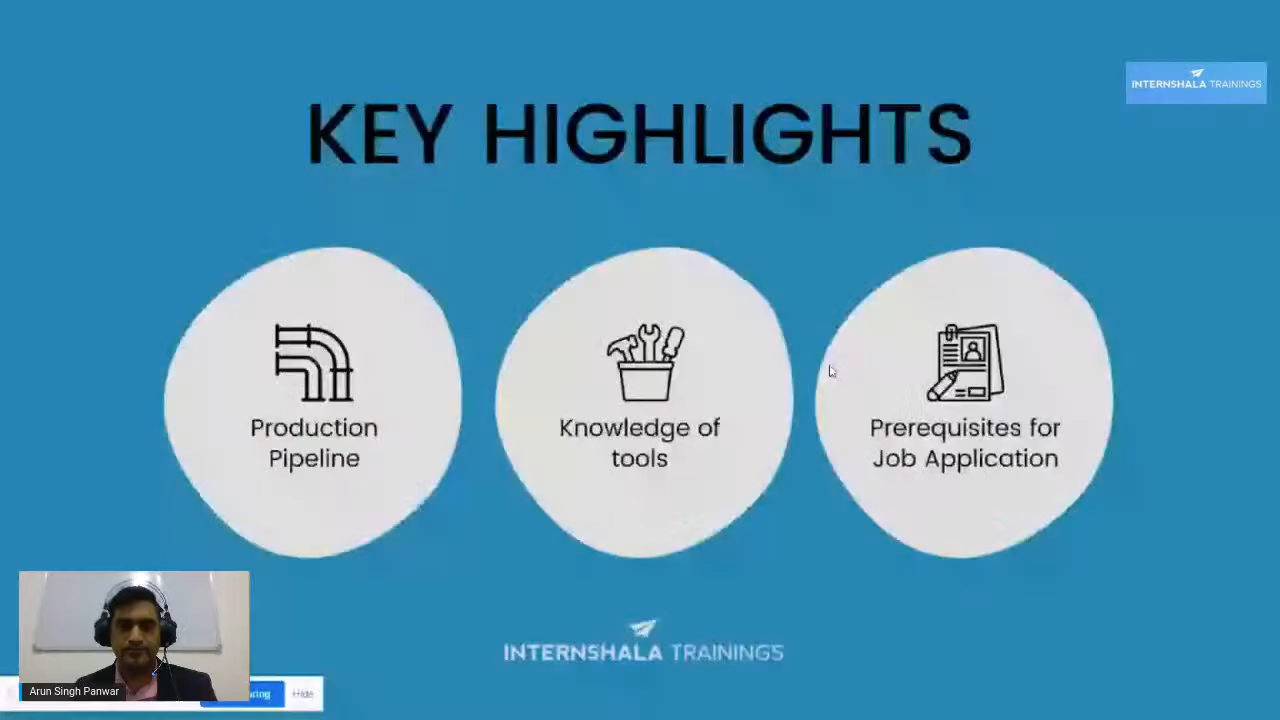 INTERNSHALA TRAININGS
KEY HIGHLIGHTS
Production
Pipeline
Knowledge of
tools
Prerequisites for
Job Application
INTERNSHALA TRAININGS
Arun Singh Panwar
Hide